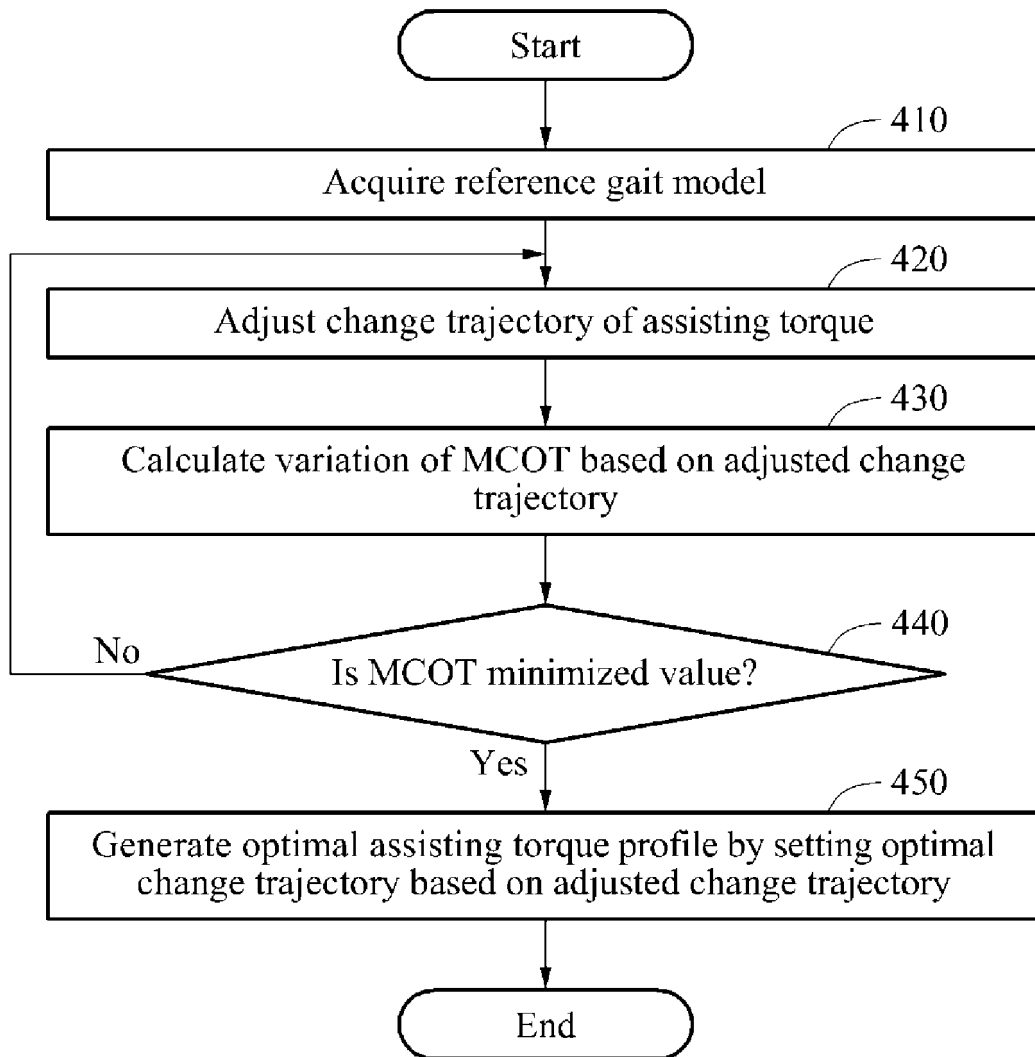 Start
410
Acquire reference gait model
420
Adjust change trajectory of assisting torque
430
Calculate variation of MCOT based on adjusted change
trajectory
440
No
Is MCOT minimized value?
Yes
450
Generate optimal assisting torque profile by setting optimal
change trajectory based on adjusted change trajectory
End